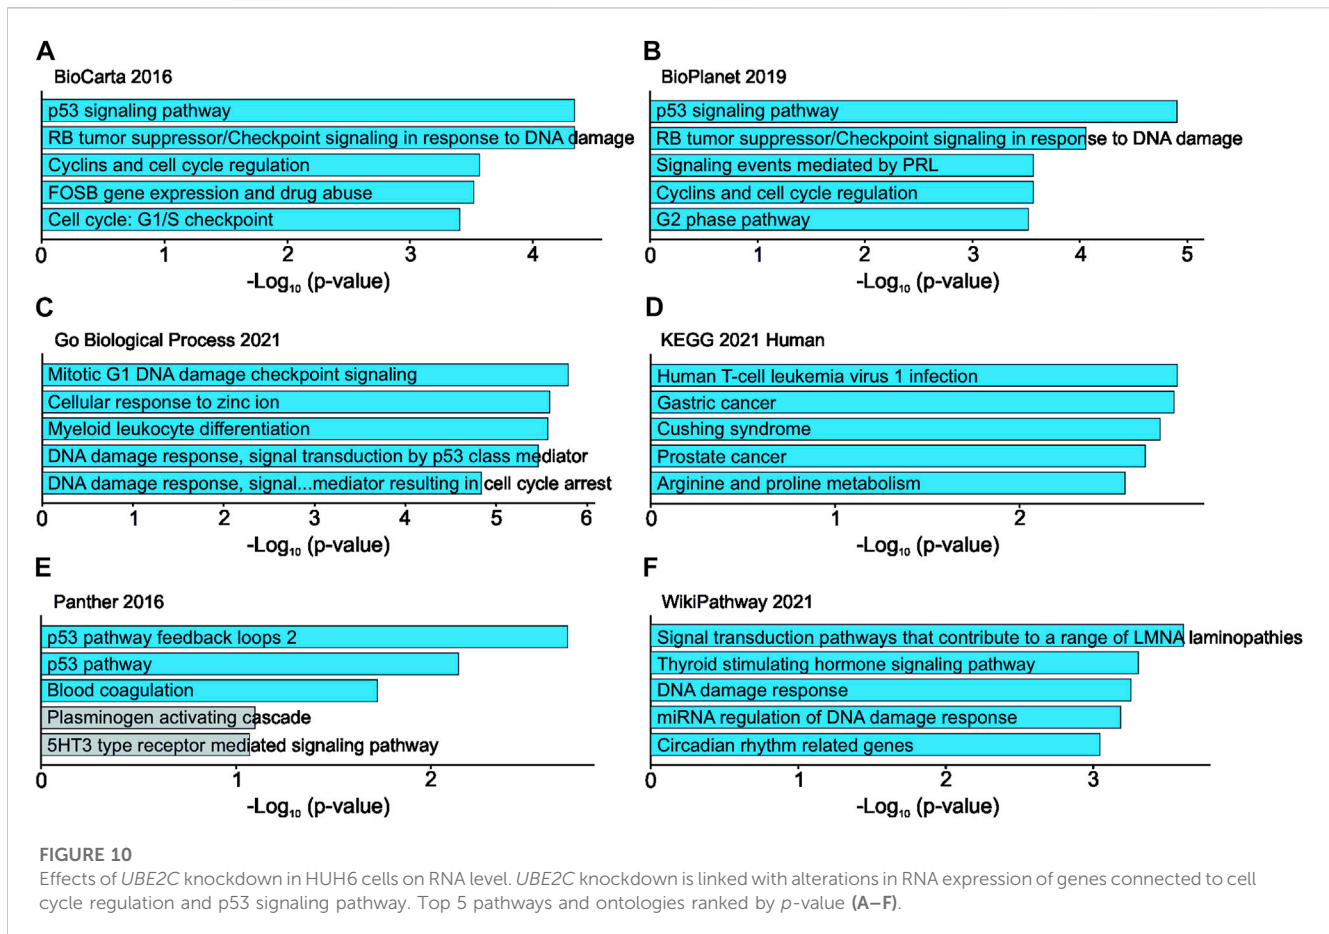 A
BioCarta 2016
p53 signaling pathway
RB tumor suppressor/Checkpoint signaling in response to DNA damage
Cyclins and cell cycle regulation
FOSB gene expression and drug abuse
Cell cycle: G1/S checkpoint
0 1 2 3 4
-Log₁₀ (p-value)
B
BioPlanet 2019
p53 signaling pathway
RB tumor suppressor/Checkpoint signaling in response to DNA damage
Signaling events mediated by PRL
Cyclins and cell cycle regulation
G2 phase pathway
0 1 2 3 4 5
-Log₁₀ (p-value)
C
Go Biological Process 2021
Mitotic G1 DNA damage checkpoint signaling
Cellular response to zinc ion
Myeloid leukocyte differentiation
DNA damage response, signal transduction by p53 class mediator
DNA damage response, signal...mediator resulting in cell cycle arrest
0 1 2 3 4 5 6
-Log₁₀ (p-value)
D
KEGG 2021 Human
Human T-cell leukemia virus 1 infection
Gastric cancer
Cushing syndrome
Prostate cancer
Arginine and proline metabolism
0 1 2
-Log₁₀ (p-value)
E
Panther 2016
p53 pathway feedback loops 2
p53 pathway
Blood coagulation
Plasminogen activating cascade
5HT3 type receptor mediated signaling pathway
0 1 2
-Log₁₀ (p-value)
F
WikiPathway 2021
Signal transduction pathways that contribute to a range of LMNA laminopathies
Thyroid stimulating hormone signaling pathway
DNA damage response
miRNA regulation of DNA damage response
Circadian rhythm related genes
0 1 2 3
-Log₁₀ (p-value)
FIGURE 10
Effects of UBE2C knockdown in HUH6 cells on RNA level. UBE2C knockdown is linked with alterations in RNA expression of genes connected to cell
cycle regulation and p53 signaling pathway. Top 5 pathways and ontologies ranked by p-value (A–F).